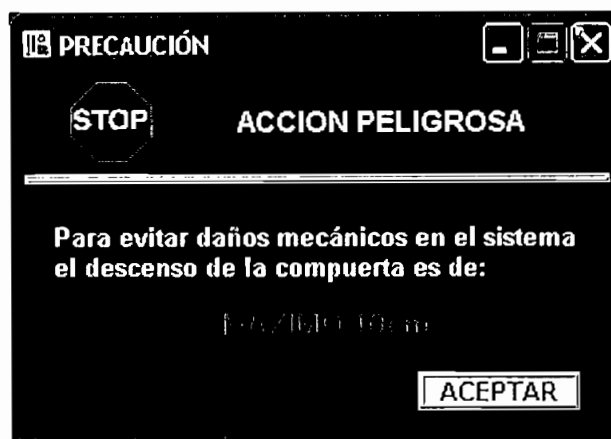 PRECAUCIÓN
STOP
ACCION PELIGROSA
Para evitar daños mecánicos en el sistema
el descenso de la compuerta es de:
10cm
ACEPTAR